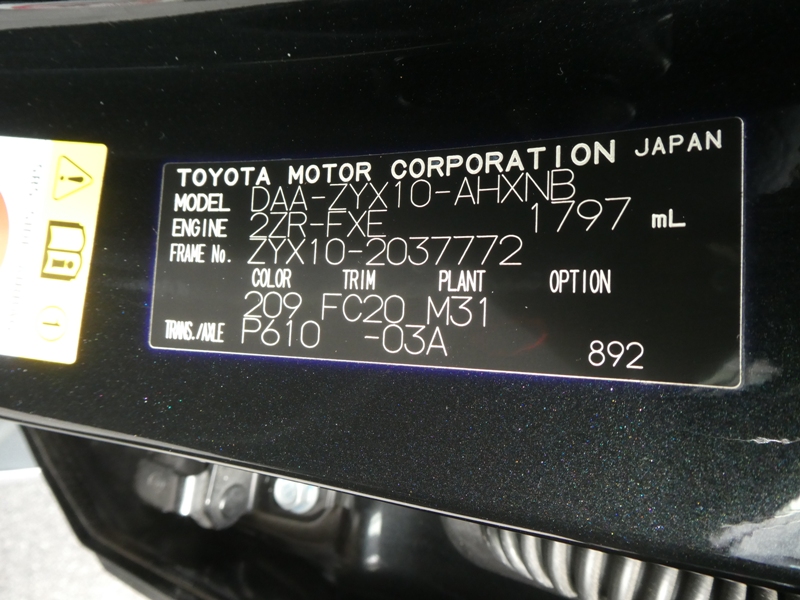 TOYOTA MOTOR CORPORATION JAPAN
MODEL DAA-ZYX10-AHXNB
ENGINE 2ZR-FXE 1797 mL
FRAME No. ZYX10-2037772
COLOR TRIM PLANT OPTION
209 FC20 M31
TRANS./AXLE P610 -03A 892